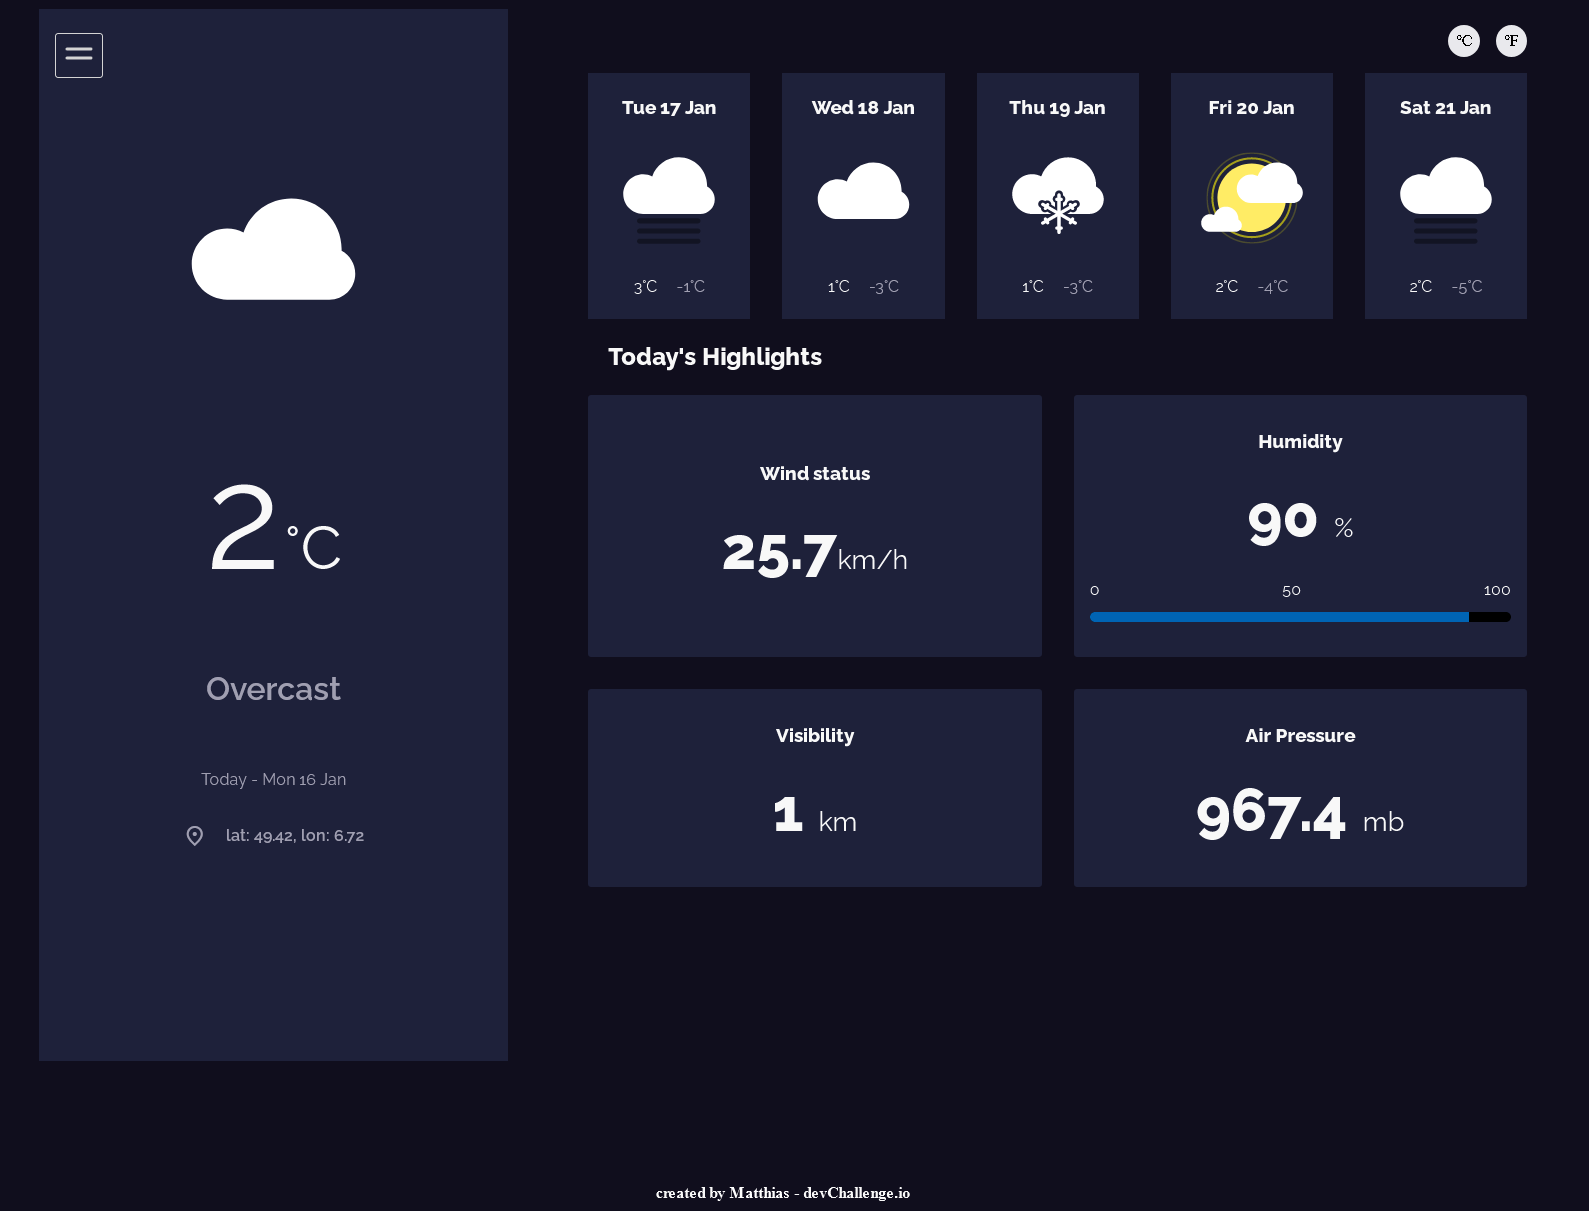 °C °F
Tue 17 Jan
3°C -1°C
Wed 18 Jan
1°C -3°C
Thu 19 Jan
1°C -3°C
Fri 20 Jan
2°C -4°C
Sat 21 Jan
2°C -5°C
2 °C
Overcast
Today - Mon 16 Jan
lat: 49.42, lon: 6.72
Today's Highlights
Wind status
25.7km/h
Humidity
90 %
0 50 100
Visibility
1 km
Air Pressure
967.4 mb
created by Matthias - devChallenge.io